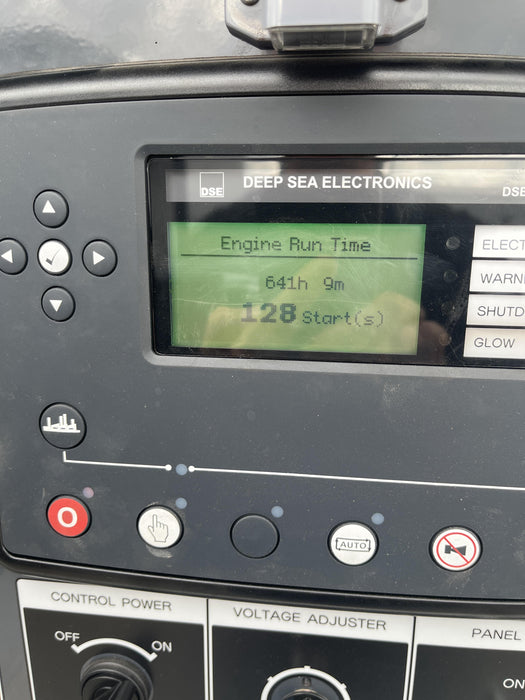 DSE
DEEP SEA ELECTRONICS
DSE
Engine Run Time
641h 9m
128 Start(s)
ELECT
WARN
SHUTD
GLOW
O
AUTO
CONTROL POWER
OFF
ON
VOLTAGE ADJUSTER
PANEL
ON